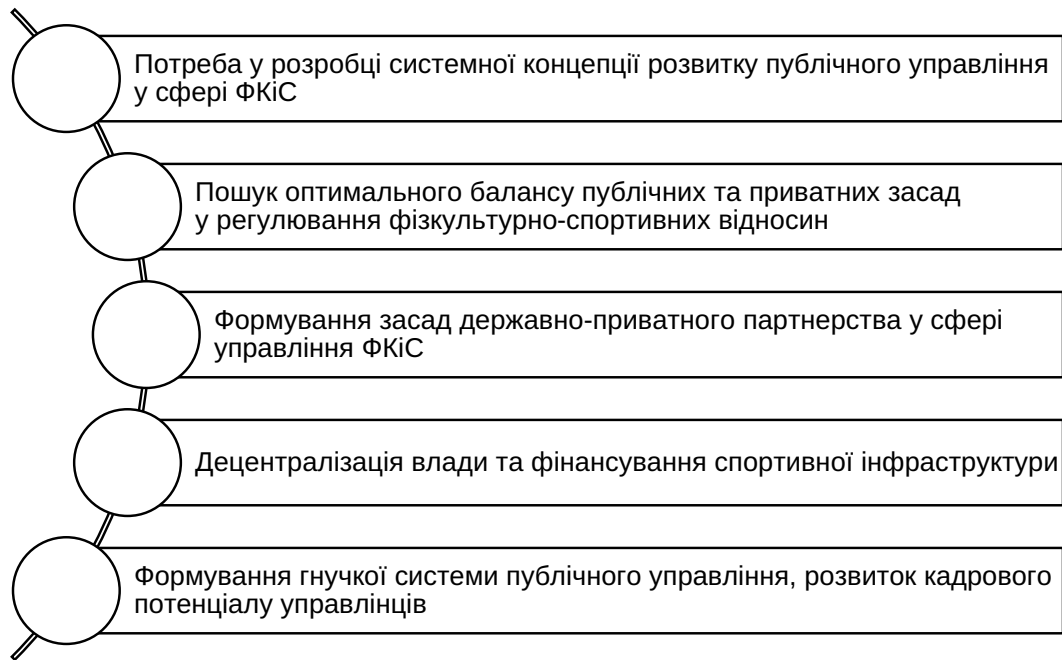 Потреба у розробці системної концепції розвитку публічного управління
у сфері ФКіС
Пошук оптимального балансу публічних та приватних засад
у регулювання фізкультурно-спортивних відносин
Формування засад державно-приватного партнерства у сфері
управління ФКіС
Децентралізація влади та фінансування спортивної інфраструктури
Формування гнучкої системи публічного управління, розвиток кадрового
потенціалу управлінців